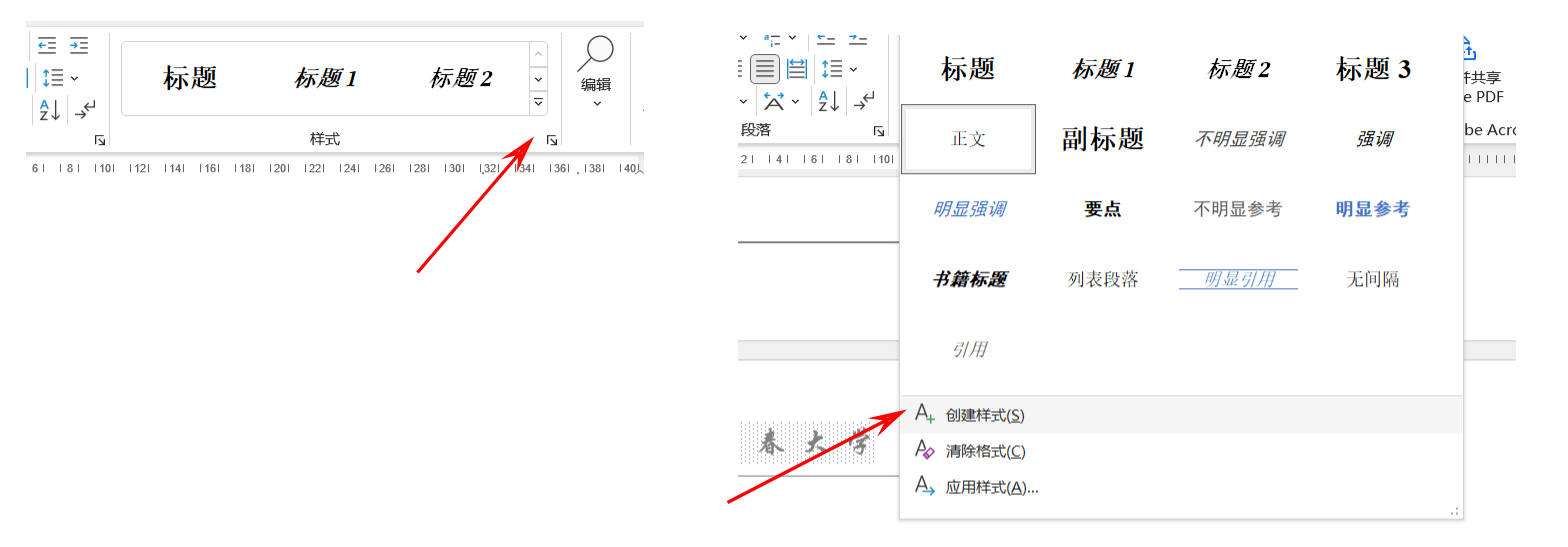 标题 标题 1 标题 2
编辑
样式
6 8 10 12 14 16 18 20 22 24 26 28 30 32 34 36 38 40
标题 标题 1 标题 2 标题 3
并共享
e PDF
正文 副标题 不明显强调 强调
段落
be Acro
2 4 6 8 10
明显强调 要点 不明显参考 明显参考
书籍标题 列表段落 明显引用 无间隔
引用
创建样式(S)
春大学
清除格式(C)
应用样式(A)...